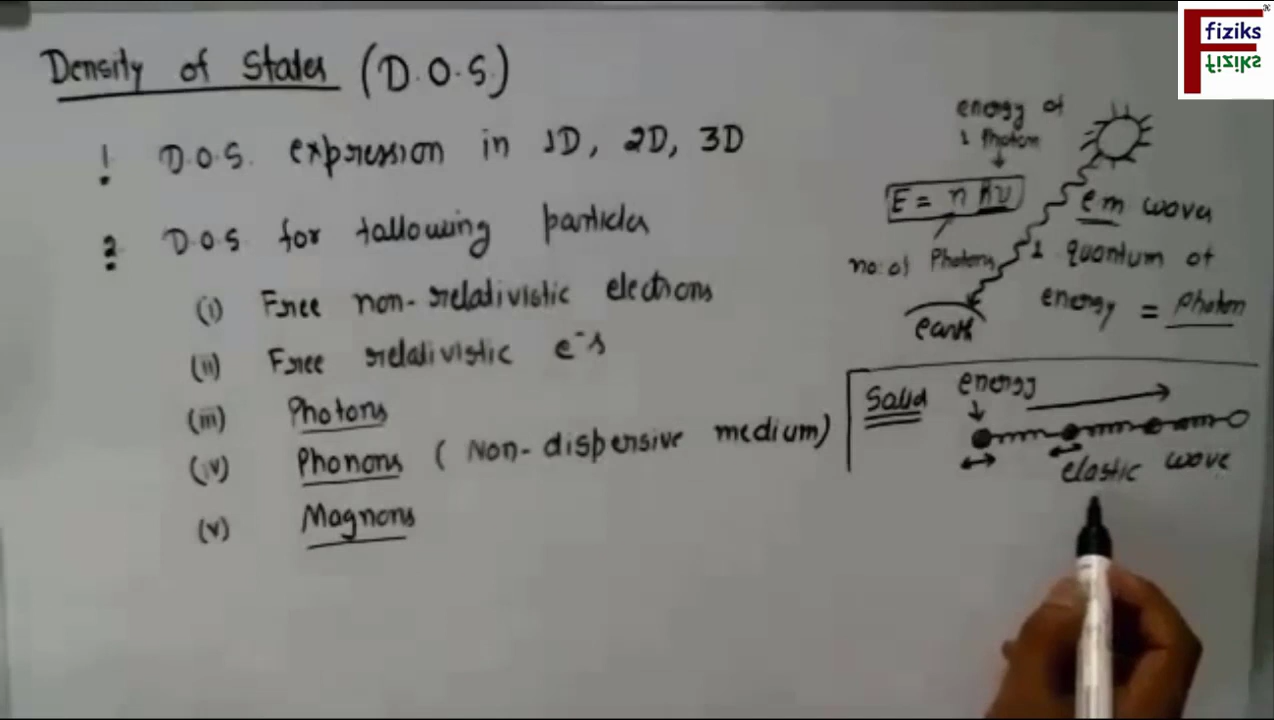 Density of States (D.O.S.)
1 D.O.S. expression in 1D, 2D, 3D
2 D.O.S for following particles
(i) Free non-relativistic electrons
(ii) Free relativistic e⁻s
(iii) Photons
(iv) Phonons (Non-dispersive medium)
(v) Magnons
energy of
1 Photon
E = n hν
no. of Photons
em waves
1 quantum of
energy = Photon
earth
Solid
energy
elastic wave
fiziks
fiziks